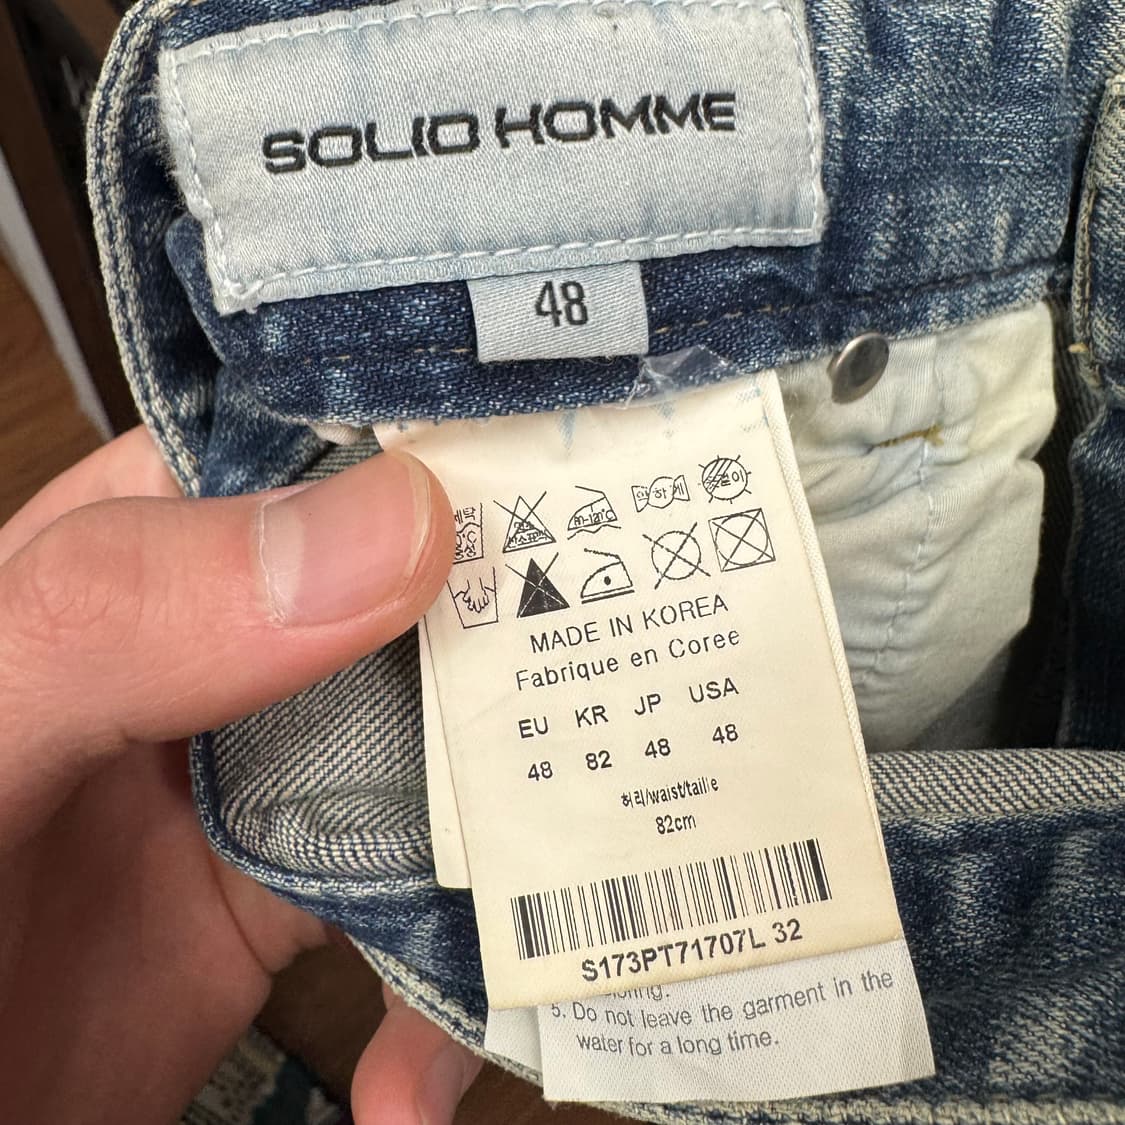 SOLID HOMME
48
MADE IN KOREA
Fabrique en Coree
EU KR JP USA
48 82 48 48
허리/waist/taille
82cm
S173PT71707L 32
5. Do not leave the garment in the
water for a long time.